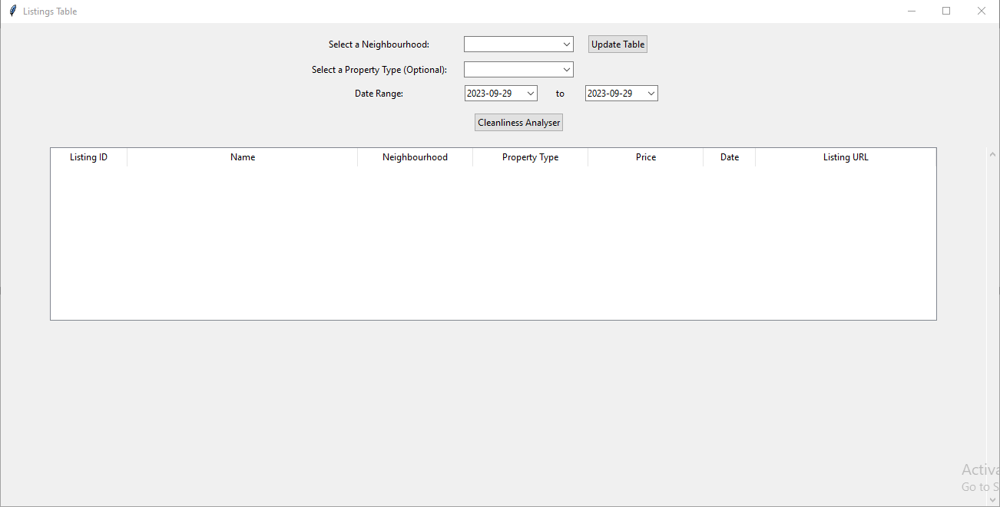 Listings Table
Select a Neighbourhood: Update Table
Select a Property Type (Optional):
Date Range: 2023-09-29 to 2023-09-29
Cleanliness Analyser
Listing ID Name Neighbourhood Property Type Price Date Listing URL
Activa
Go to S